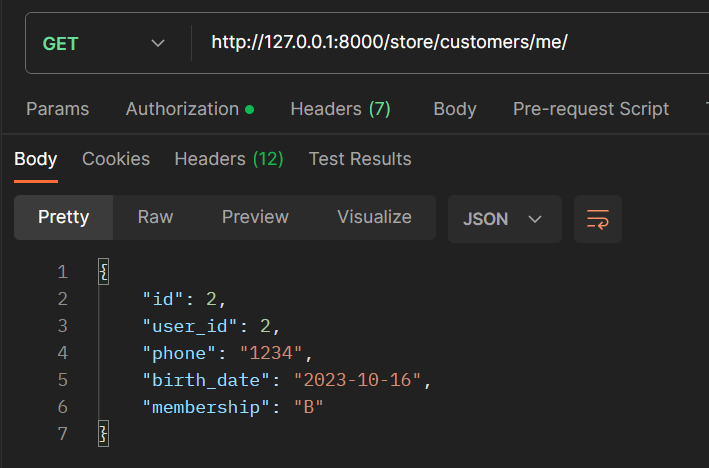 GET http://127.0.0.1:8000/store/customers/me/
Params Authorization Headers (7) Body Pre-request Script
Body Cookies Headers (12) Test Results
Pretty Raw Preview Visualize JSON
1 {
2 "id": 2,
3 "user_id": 2,
4 "phone": "1234",
5 "birth_date": "2023-10-16",
6 "membership": "B"
7 }